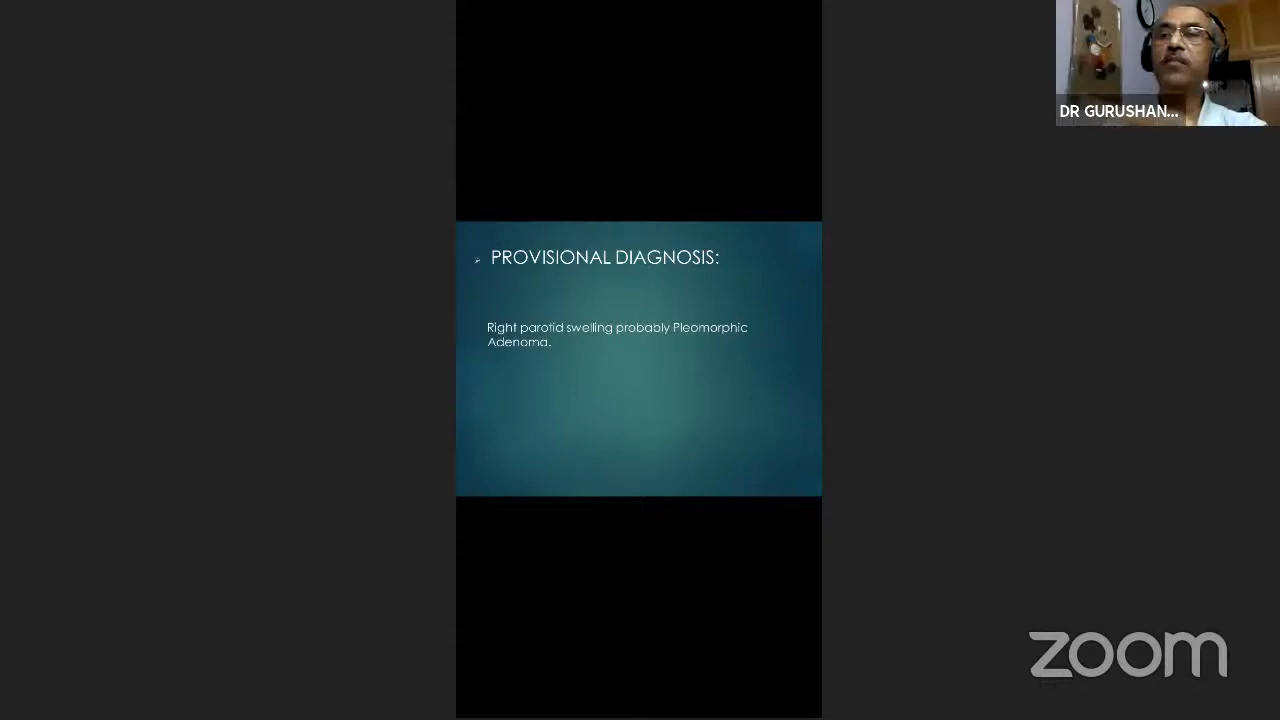 DR GURUSHAN...
➢ PROVISIONAL DIAGNOSIS:
Right parotid swelling probably Pleomorphic
Adenoma.
zoom